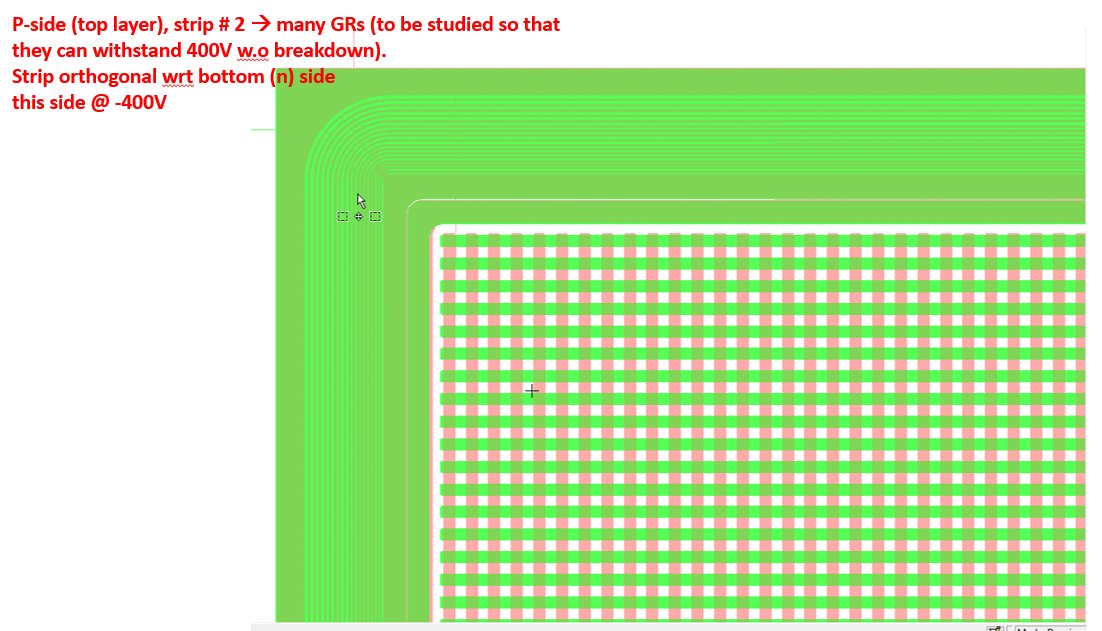 P-side (top layer), strip # 2 → many GRs (to be studied so that
they can withstand 400V w.o breakdown).
Strip orthogonal wrt bottom (n) side
this side @ -400V